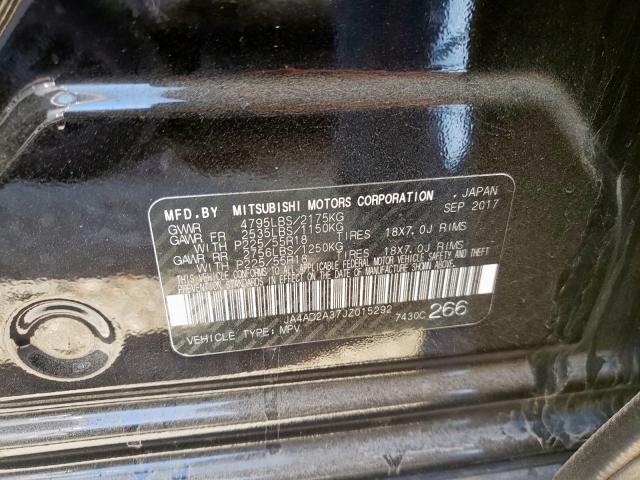 MFD.BY MITSUBISHI MOTORS CORPORATION , JAPAN
GVWR 4795LBS/2175KG SEP 2017
GAWR FR 2535LBS/1150KG
WITH P225/55R18 TIRES 18X7.0J RIMS
GAWR RR 2756LBS/1250KG
WITH P225/55R18 TIRES 18X7.0J RIMS
THIS VEHICLE CONFORMS TO ALL APPLICABLE FEDERAL MOTOR VEHICLE SAFETY AND THEFT
PREVENTION STANDARDS IN EFFECT ON THE DATE OF MANUFACTURE SHOWN ABOVE.
JA4AD2A37JZ015292 7430C 266
VEHICLE TYPE: MPV